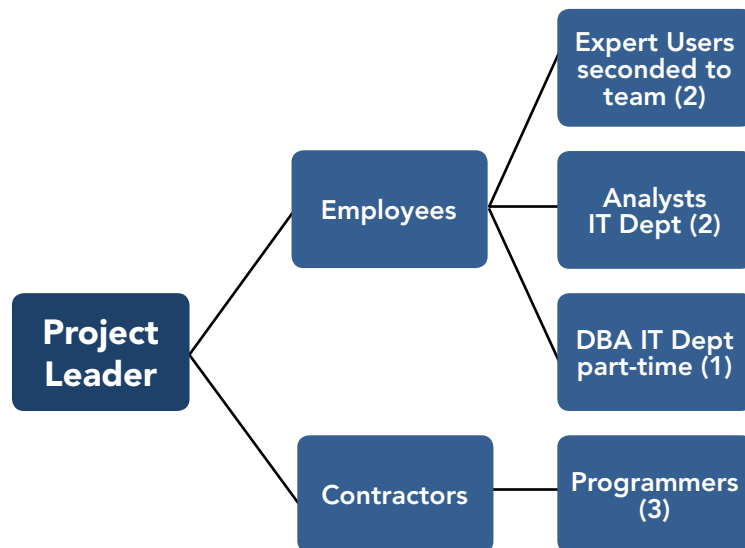 Expert Users
seconded to
team (2)
Employees
Analysts
IT Dept (2)
Project
Leader
DBA IT Dept
part-time (1)
Contractors
Programmers
(3)